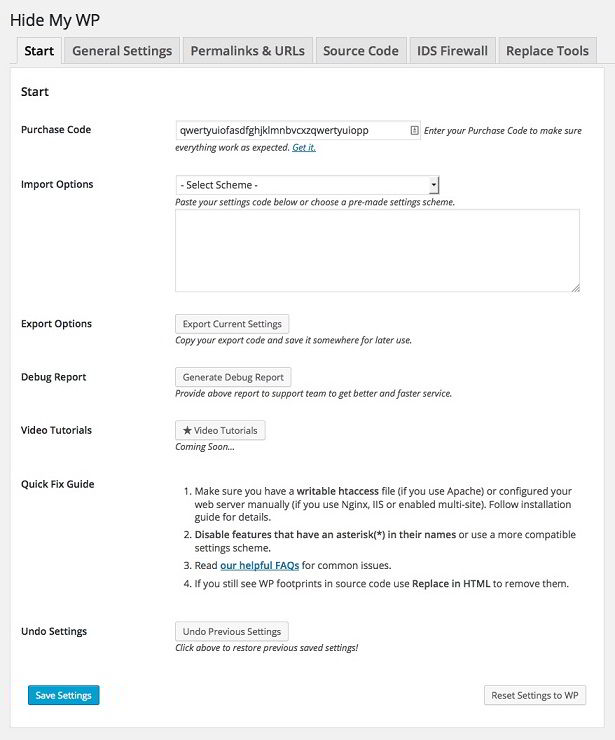 Hide My WP
Start
General Settings
Permalinks & URLs
Source Code
IDS Firewall
Replace Tools
Start
Purchase Code
qwertyuiofasdfghjklmnbvcxzqwertyuiopp
Enter your Purchase Code to make sure
everything work as expected. Get it.
Import Options
- Select Scheme -
Paste your settings code below or choose a pre-made settings scheme.
Export Options
Export Current Settings
Copy your export code and save it somewhere for later use.
Debug Report
Generate Debug Report
Provide above report to support team to get better and faster service.
Video Tutorials
★ Video Tutorials
Coming Soon...
Quick Fix Guide
1. Make sure you have a writable htaccess file (if you use Apache) or configured your
web server manually (if you use Nginx, IIS or enabled multi-site). Follow installation
guide for details.
2. Disable features that have an asterisk(*) in their names or use a more compatible
settings scheme.
3. Read our helpful FAQs for common issues.
4. If you still see WP footprints in source code use Replace in HTML to remove them.
Undo Settings
Undo Previous Settings
Click above to restore previous saved settings!
Save Settings
Reset Settings to WP